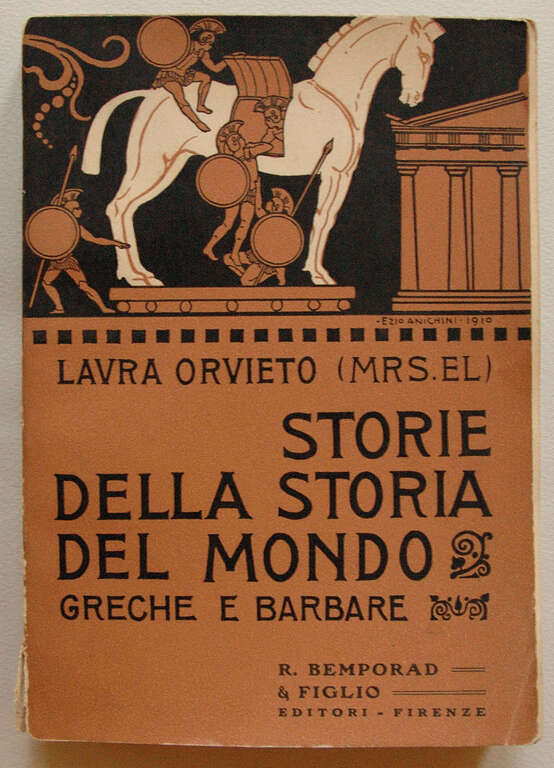 ·EZIO ANICHINI·1910
LAVRA ORVIETO (MRS. EL)
STORIE
DELLA STORIA
DEL MONDO
GRECHE E BARBARE
R. BEMPORAD
& FIGLIO
EDITORI - FIRENZE